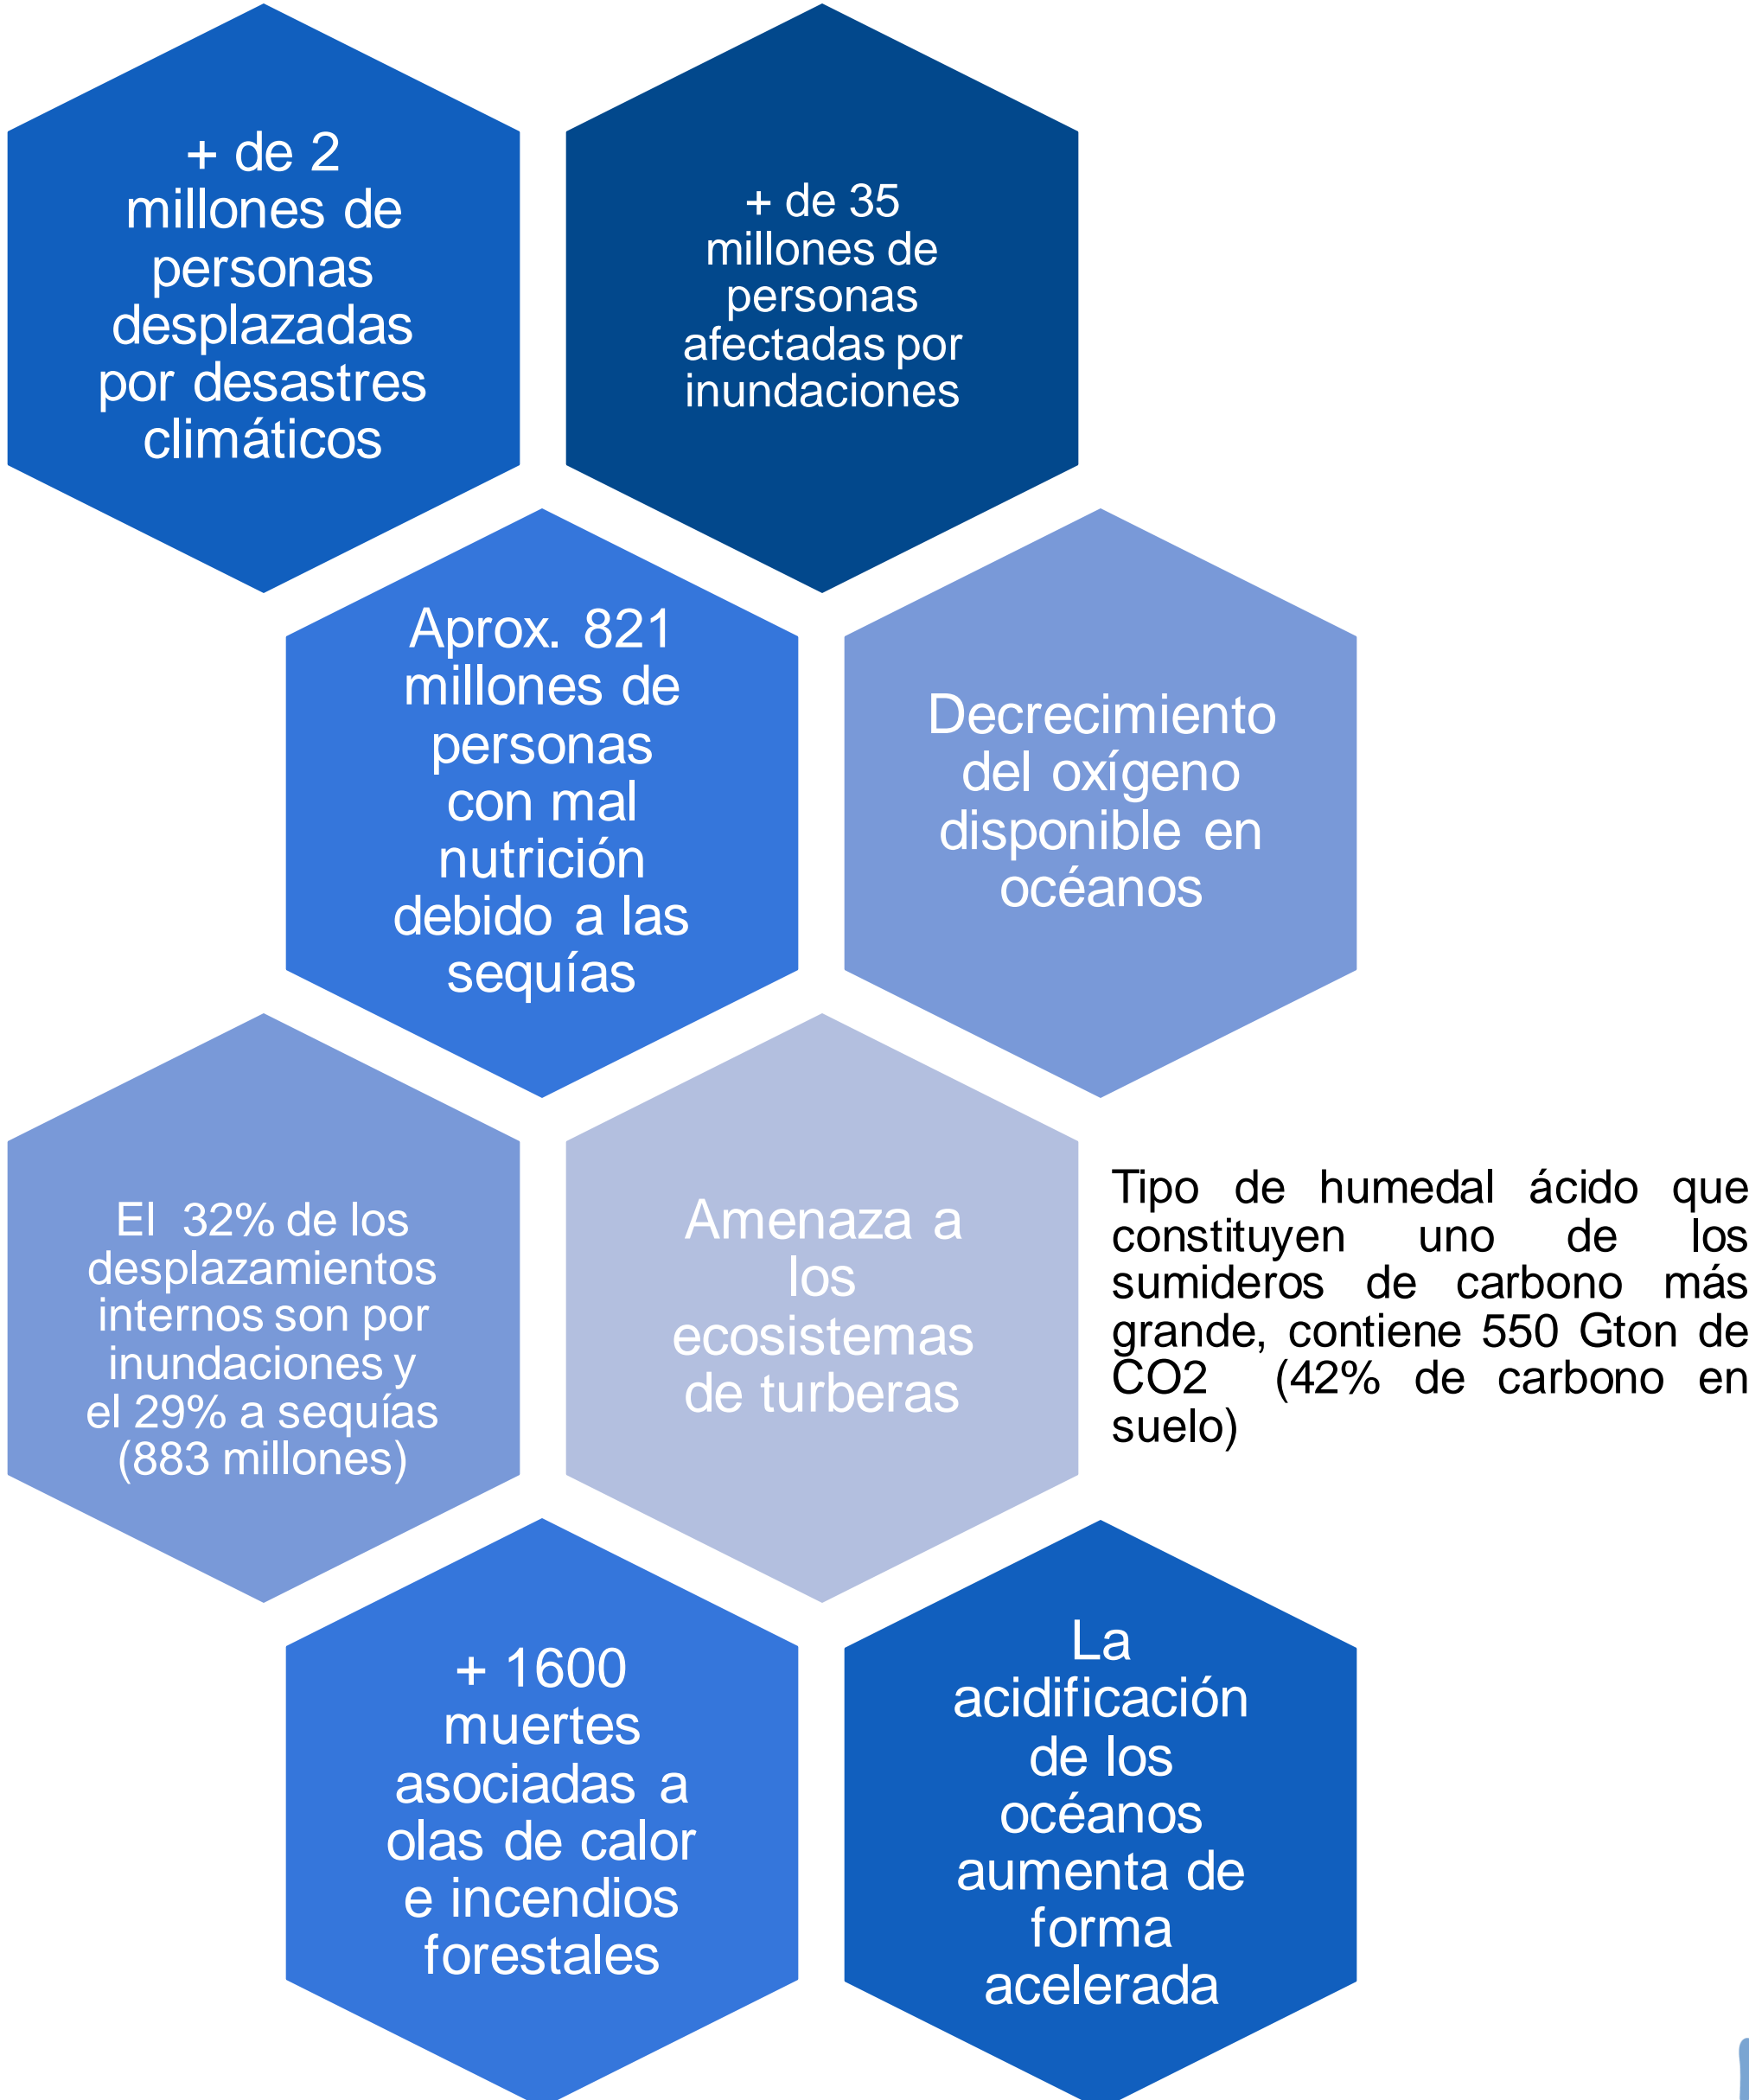 + de 2
millones de
personas
desplazadas
por desastres
climáticos
+ de 35
millones de
personas
afectadas por
inundaciones
Aprox. 821
millones de
personas
con mal
nutrición
debido a las
sequías
Decrecimiento
del oxígeno
disponible en
océanos
El 32% de los
desplazamientos
internos son por
inundaciones y
el 29% a sequías
(883 millones)
Amenaza a
los
ecosistemas
de turberas
Tipo de humedal ácido que
constituyen uno de los
sumideros de carbono más
grande, contiene 550 Gton de
CO2 (42% de carbono en
suelo)
+ 1600
muertes
asociadas a
olas de calor
e incendios
forestales
La
acidificación
de los
océanos
aumenta de
forma
acelerada